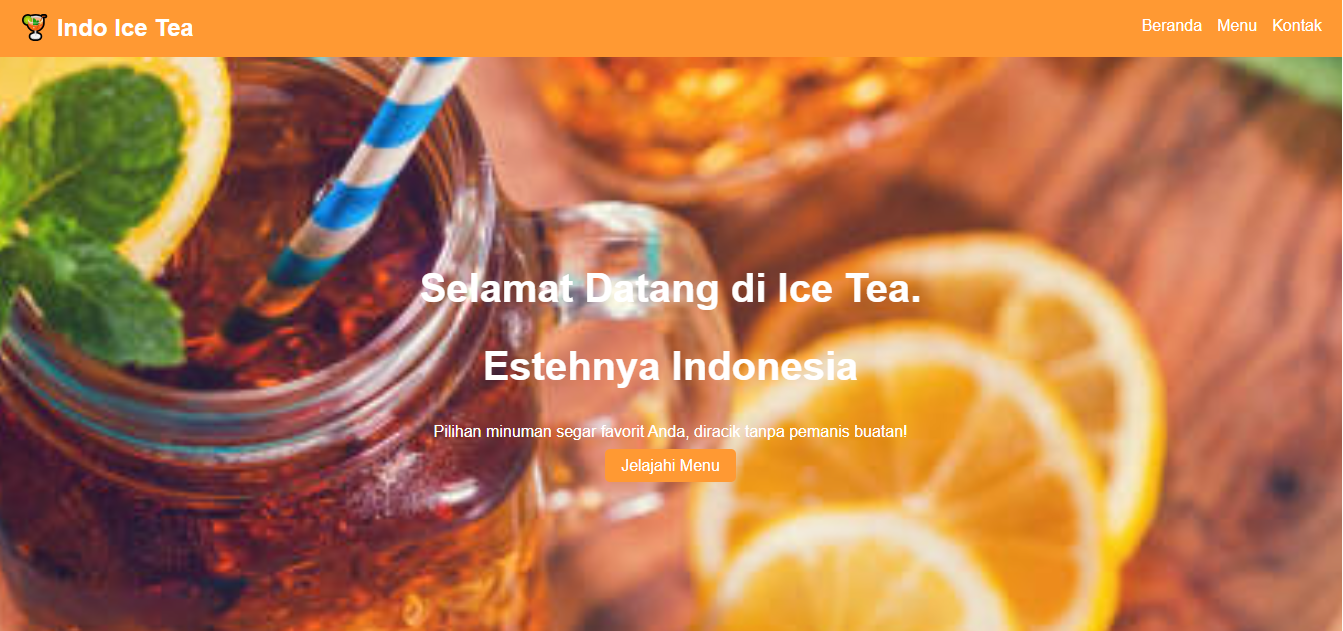 Indo Ice Tea
Beranda Menu Kontak
Selamat Datang di Ice Tea.
Estehnya Indonesia
Pilihan minuman segar favorit Anda, diracik tanpa pemanis buatan!
Jelajahi Menu